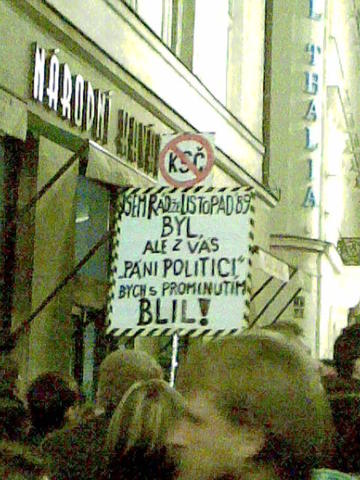 NÁRODNÍ
THALIA
KSČ
JSEM RÁD ŽE LISTOPAD '89
BYL,
ALE Z VÁS
„PÁNI POLITICI,"
BYCH S PROMINUTÍM
BLIL!